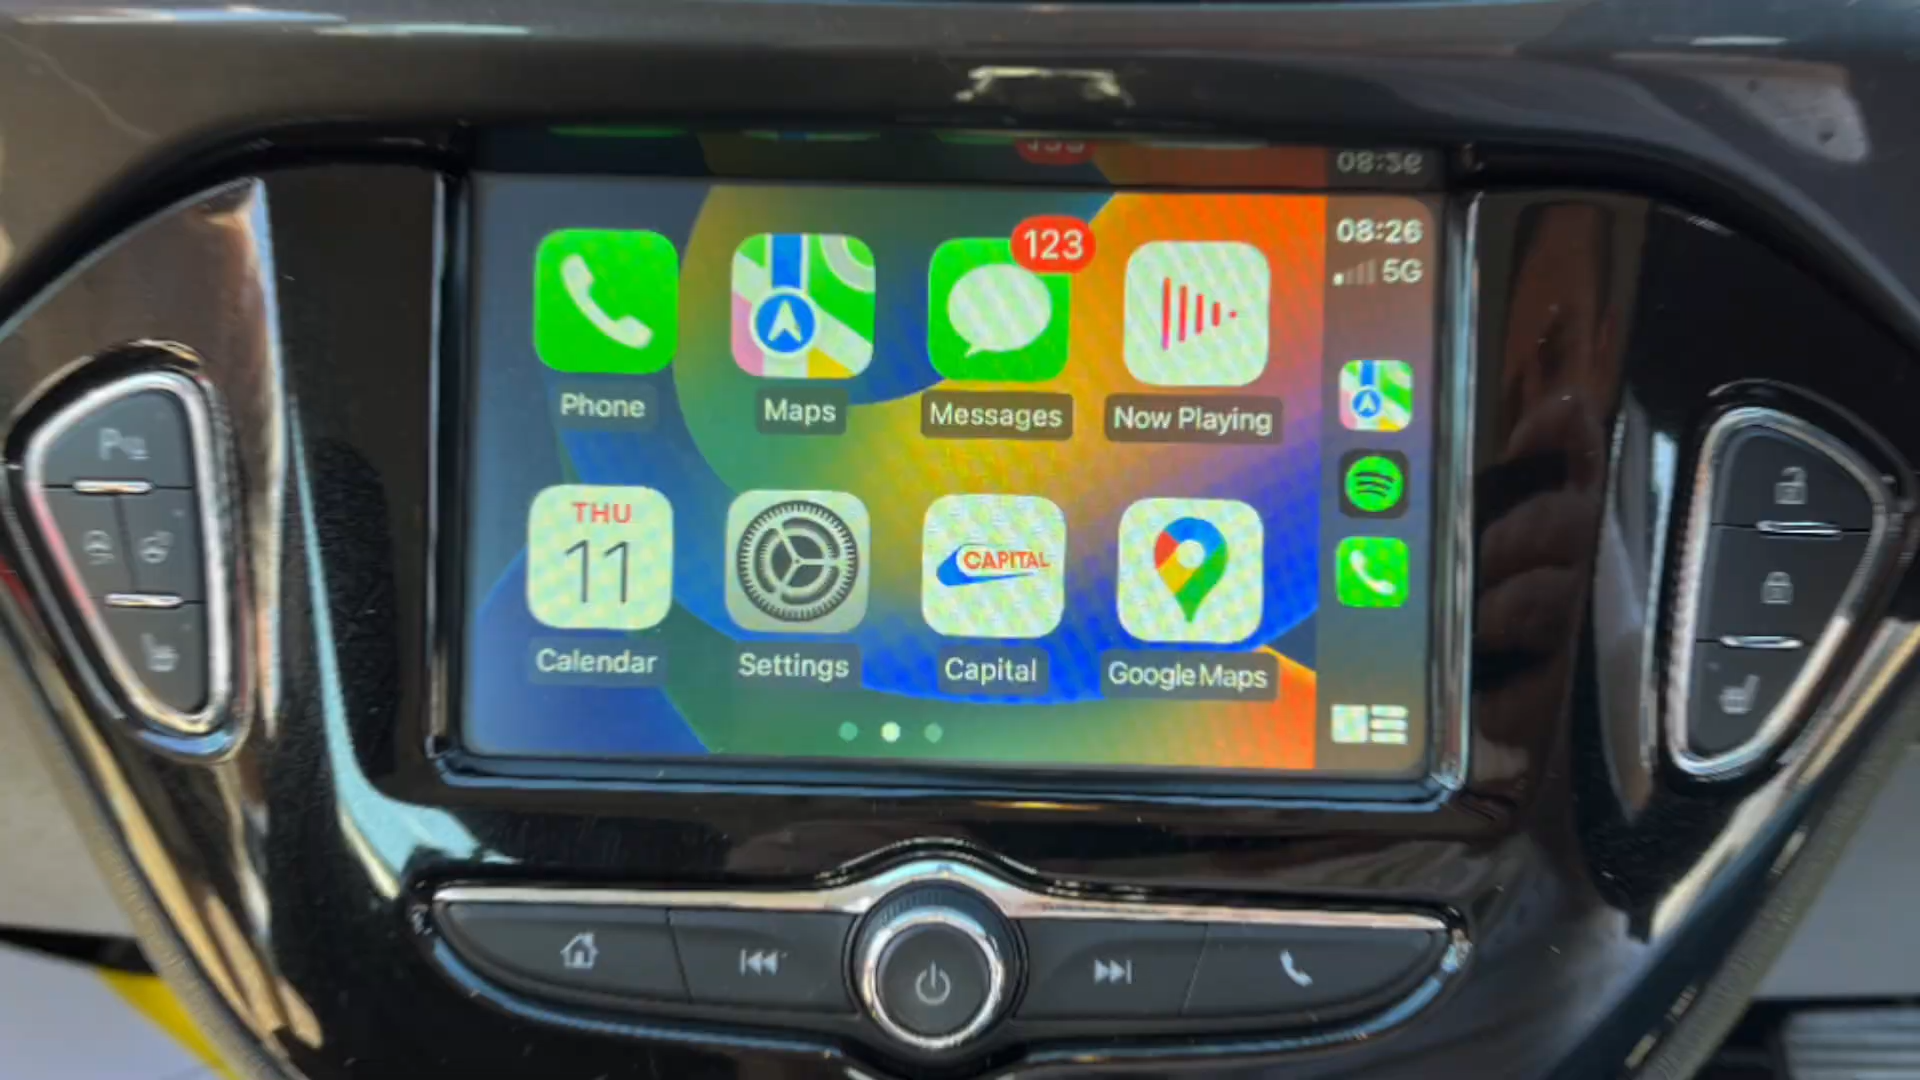 123
08:26
5G
Phone
Maps
Messages
Now Playing
THU
11
CAPITAL
Calendar
Settings
Capital
Google Maps